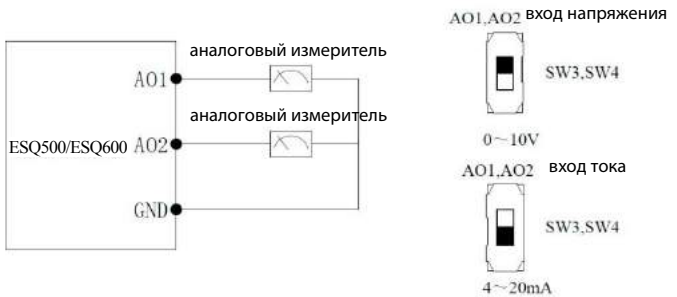 аналоговый измеритель
AO1
аналоговый измеритель
ESQ500/ESQ600 AO2
GND
AO1,AO2 вход напряжения
SW3,SW4
0~10V
AO1,AO2 вход тока
SW3,SW4
4~20mA